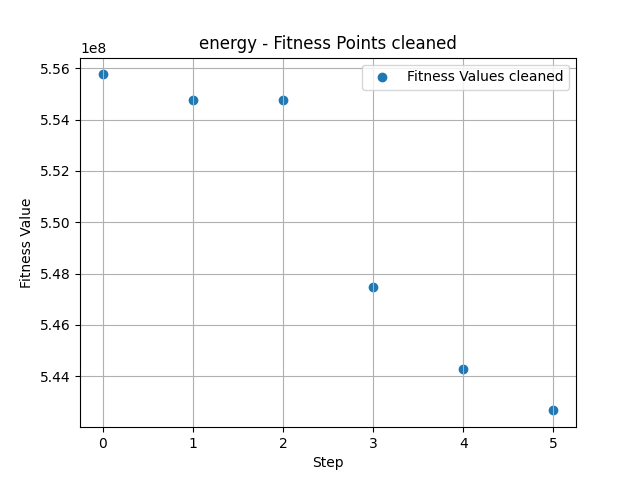 energy - Fitness Points cleaned
1e8
Fitness Values cleaned
5.56
5.54
5.52
5.50
5.48
5.46
5.44
Fitness Value
0 1 2 3 4 5
Step